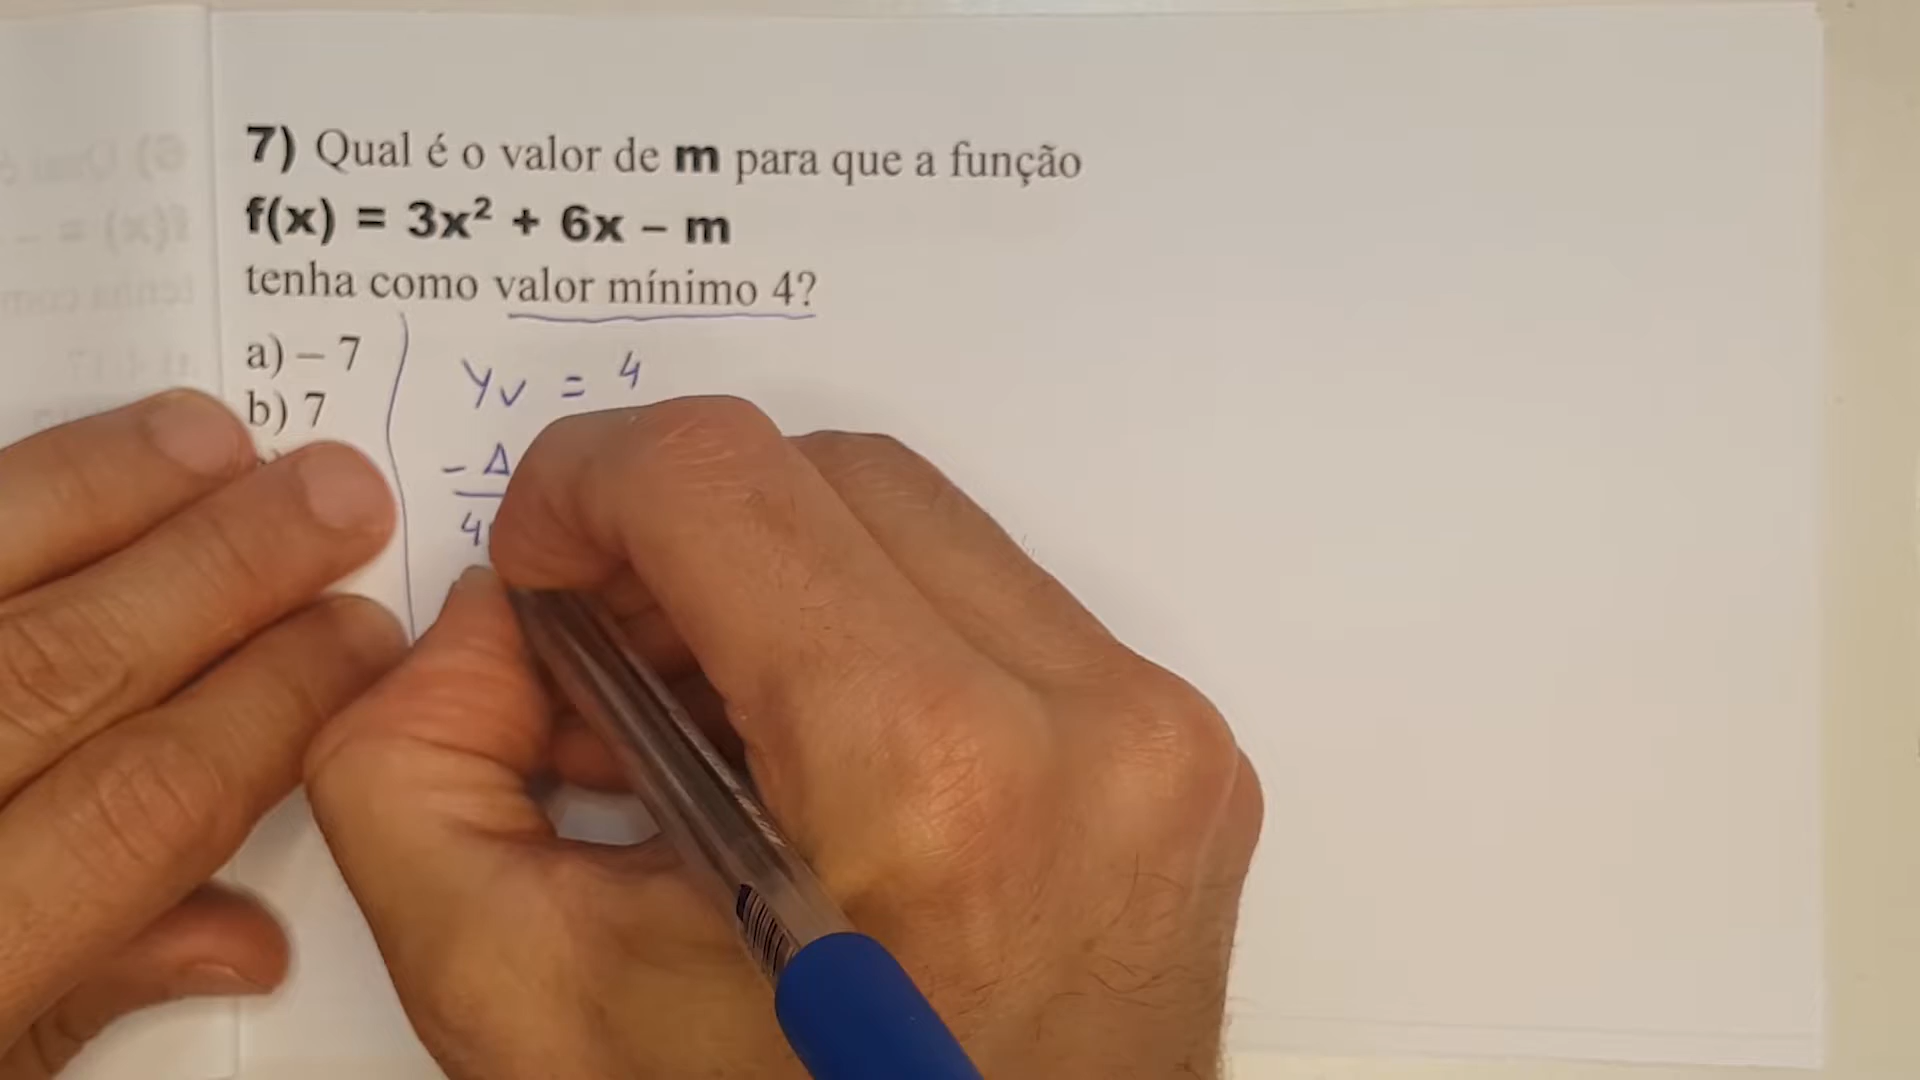 7) Qual é o valor de m para que a função
f(x) = 3x² + 6x – m
tenha como valor mínimo 4?
a) – 7
b) 7
Yv = 4
- Δ
4